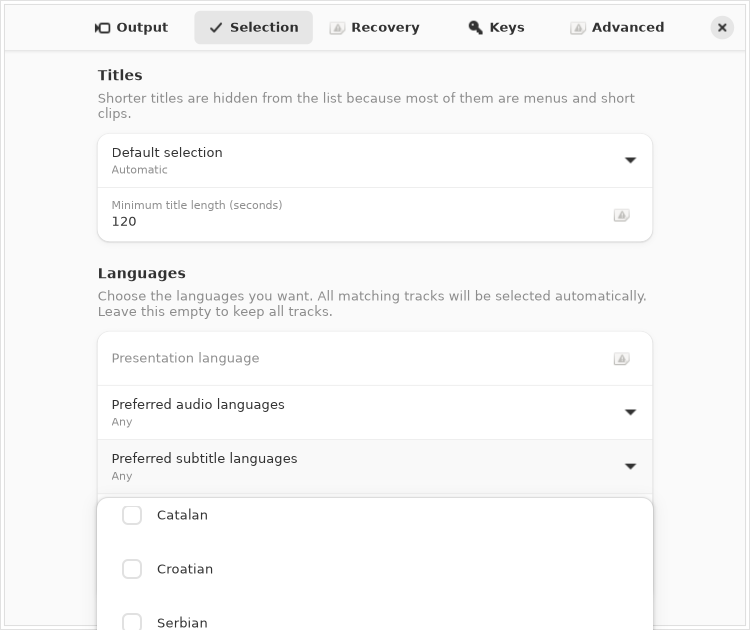 Output
Selection
Recovery
Keys
Advanced
Titles
Shorter titles are hidden from the list because most of them are menus and short
clips.
Default selection
Automatic
Minimum title length (seconds)
120
Languages
Choose the languages you want. All matching tracks will be selected automatically.
Leave this empty to keep all tracks.
Presentation language
Preferred audio languages
Any
Preferred subtitle languages
Any
Catalan
Croatian
Serbian